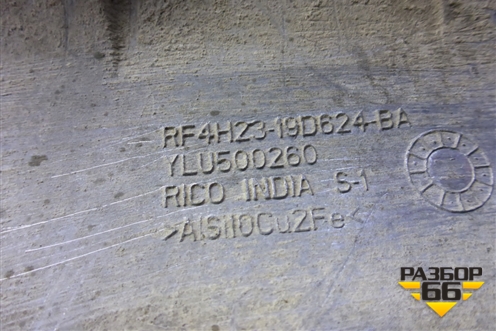 RF4H23-19D624-BA
YLU500260
RICO INDIA S-1
>AlSi10Cu2Fe<
РАЗБОР
66